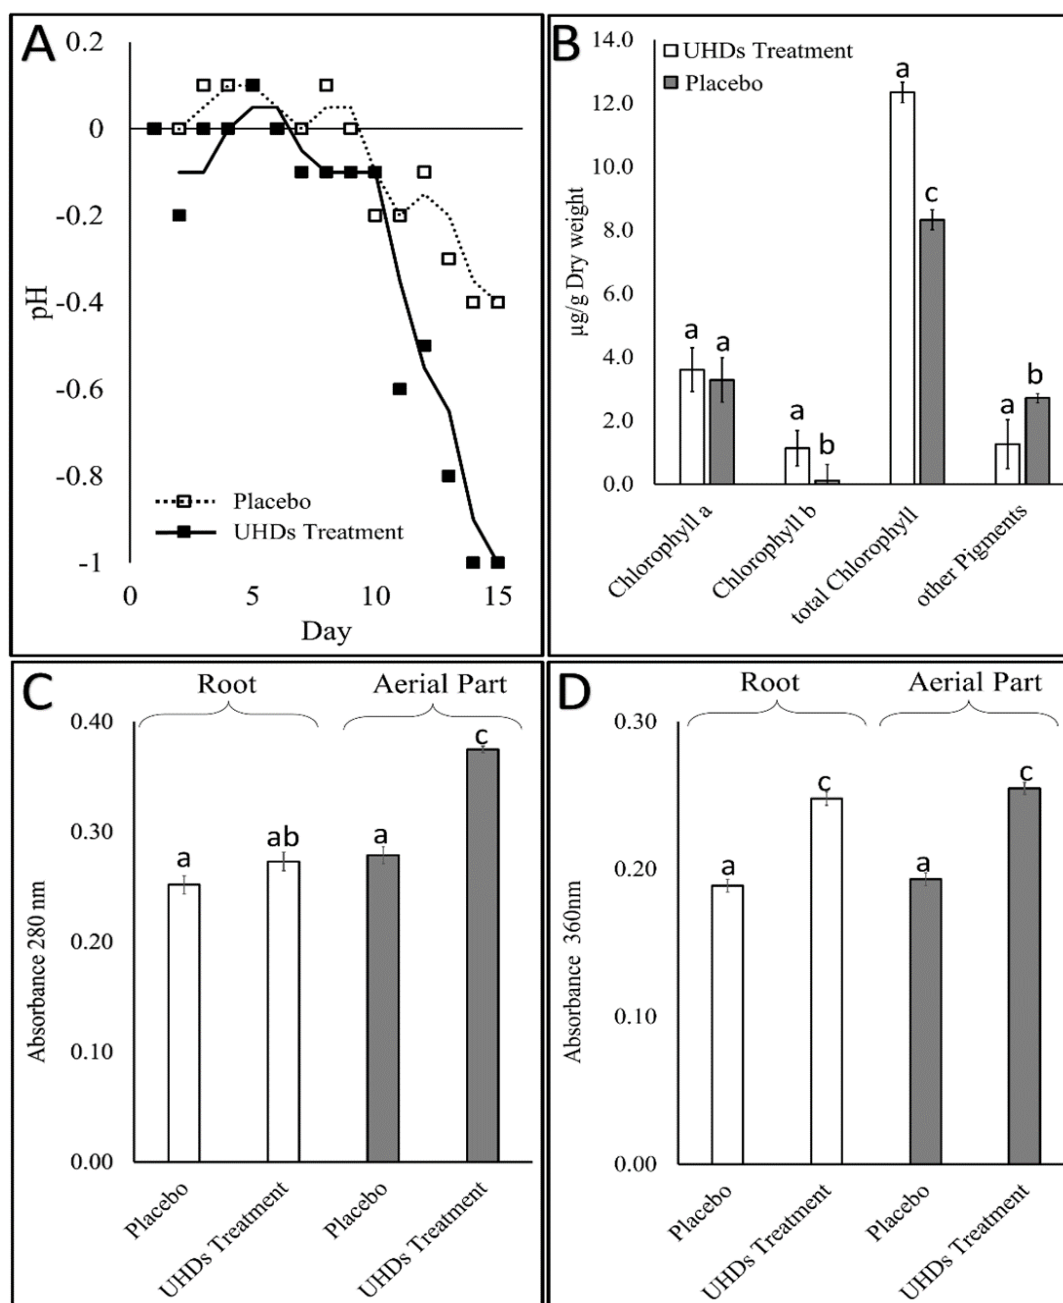 A
0.2
0
-0.2
-0.4
-0.6
-0.8
-1
pH
Placebo
UHDs Treatment
0 5 10 15
Day
B
14.0
12.0
10.0
8.0
6.0
4.0
2.0
0.0
µg/g Dry weight
UHDs Treatment
Placebo
a a a b a c a b
Chlorophyll a
Chlorophyll b
total Chlorophyll
other Pigments
C
Root Aerial Part
0.40
0.30
0.20
0.10
0.00
Absorbance 280 nm
a ab a c
Placebo
UHDs Treatment
Placebo
UHDs Treatment
D
Root Aerial Part
0.30
0.20
0.10
0.00
Absorbance 360nm
a c a c
Placebo
UHDs Treatment
Placebo
UHDs Treatment